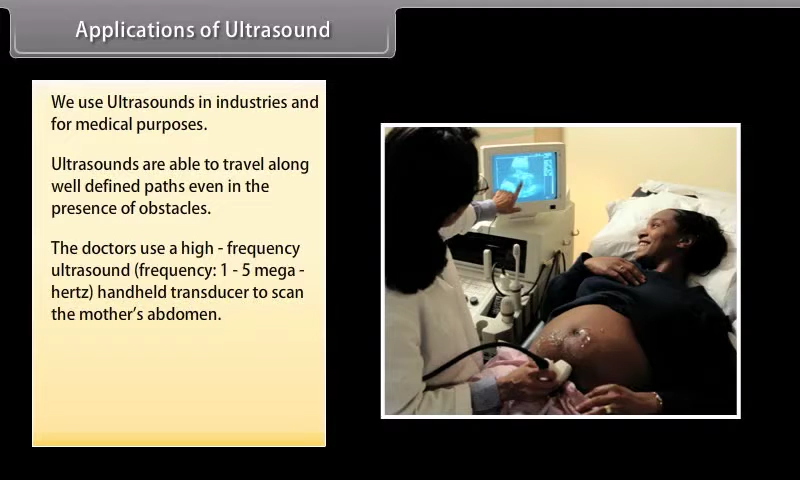 Applications of Ultrasound
We use Ultrasounds in industries and
for medical purposes.
Ultrasounds are able to travel along
well defined paths even in the
presence of obstacles.
The doctors use a high - frequency
ultrasound (frequency: 1 - 5 mega -
hertz) handheld transducer to scan
the mother’s abdomen.